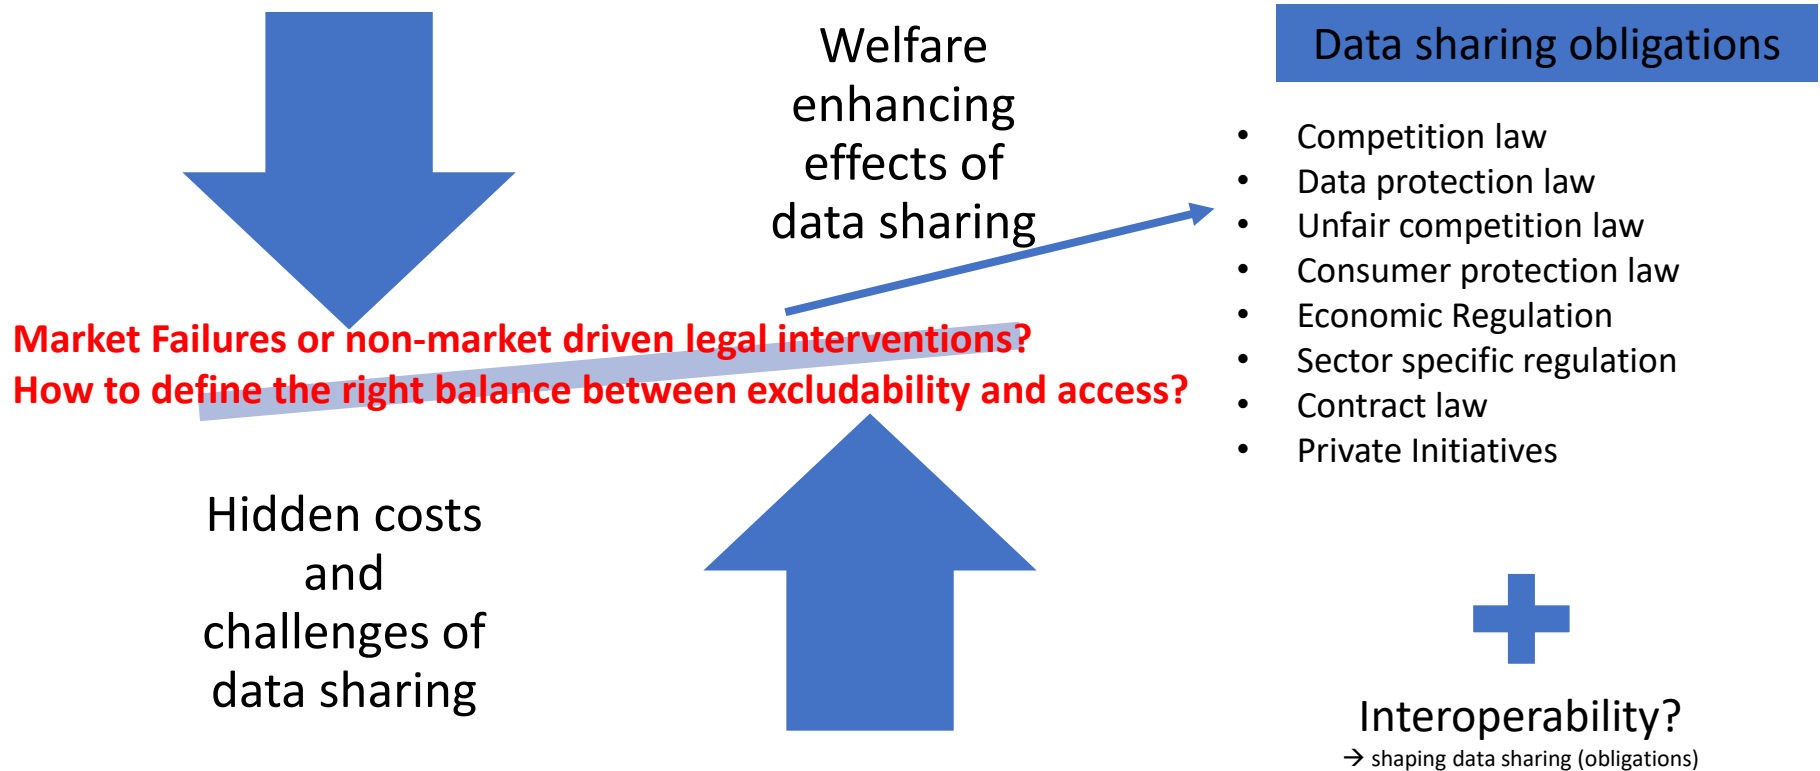 Welfare
enhancing
effects of
data sharing
Market Failures or non-market driven legal interventions?
How to define the right balance between excludability and access?
Hidden costs
and
challenges of
data sharing
Data sharing obligations
• Competition law
• Data protection law
• Unfair competition law
• Consumer protection law
• Economic Regulation
• Sector specific regulation
• Contract law
• Private Initiatives
Interoperability?
→ shaping data sharing (obligations)